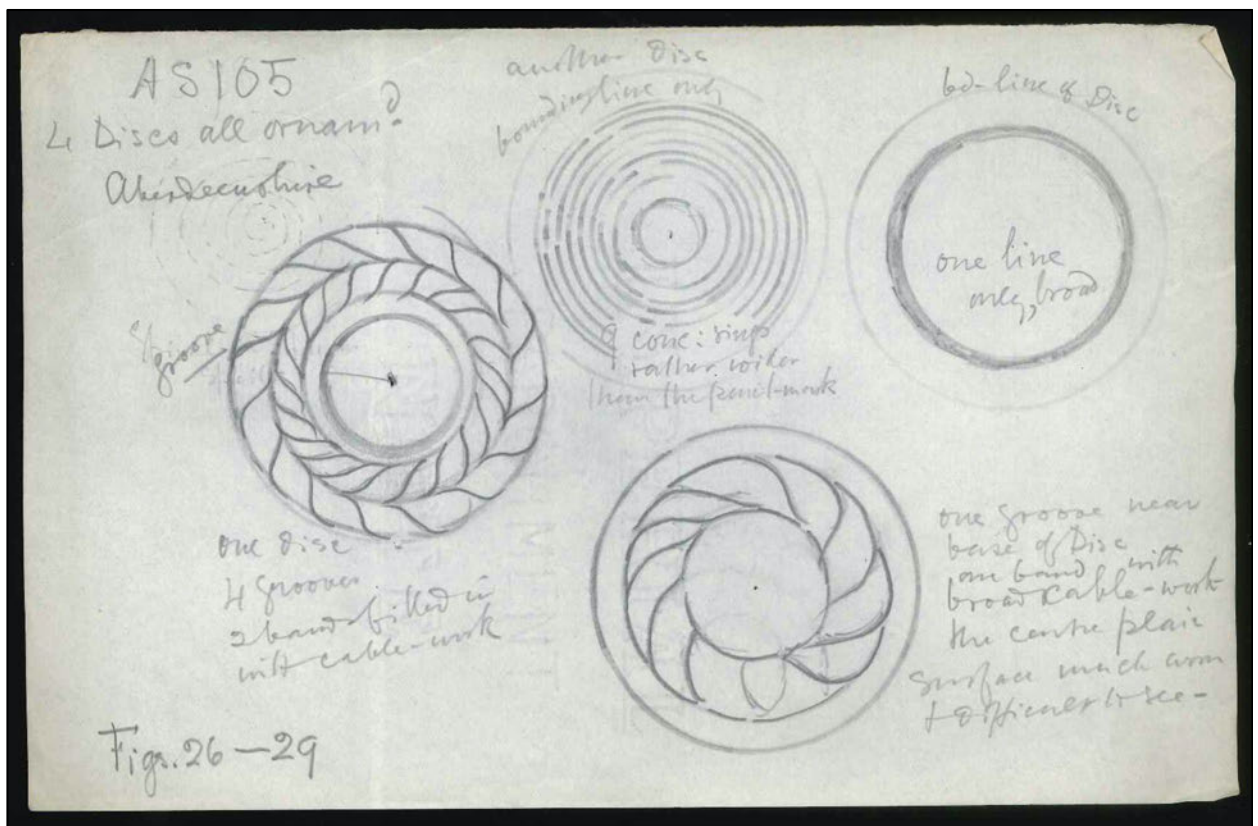 AS105
4 Discs all ornamd
Aberdeenshire
another Disc
bounding line only
bd-line of Disc
groove
9 conc: rings
rather wider
than the pencil-mark
one line
only, broad
one disc
4 grooves
2 bands filled in
with cable-work
one groove near
base of Disc
one band with
broad cable-work
the centre plain
Surface much worn
& difficult to see-
Figs. 26-29